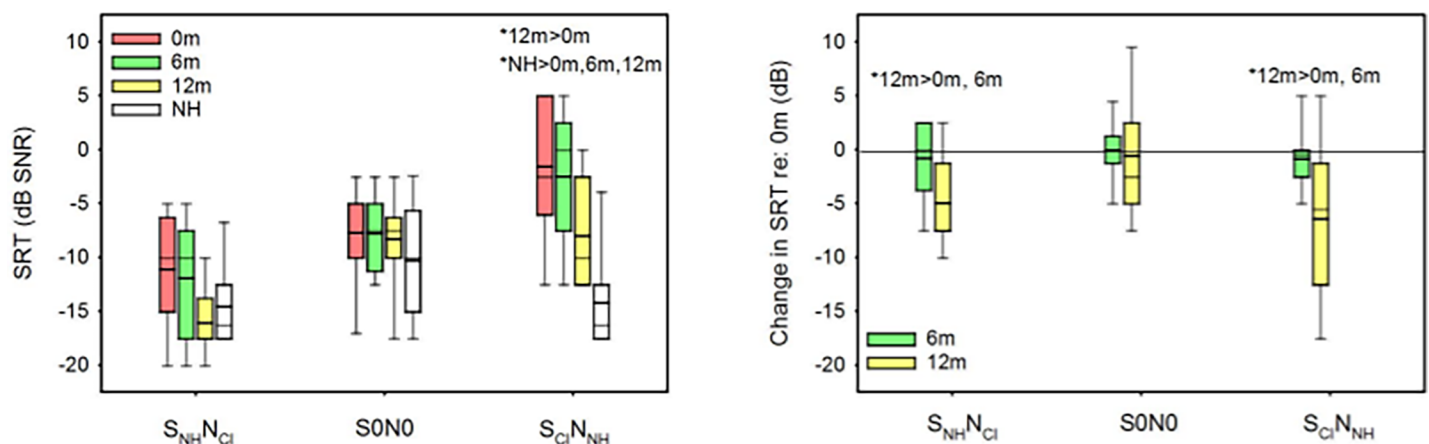 10
5
0
-5
-10
-15
-20
SRT (dB SNR)
0m
6m
12m
NH
*12m>0m
*NH>0m,6m,12m
SNHNCI
S0N0
SCINNH
10
5
0
-5
-10
-15
-20
Change in SRT re: 0m (dB)
*12m>0m, 6m
*12m>0m, 6m
6m
12m
SNHNCI
S0N0
SCINNH